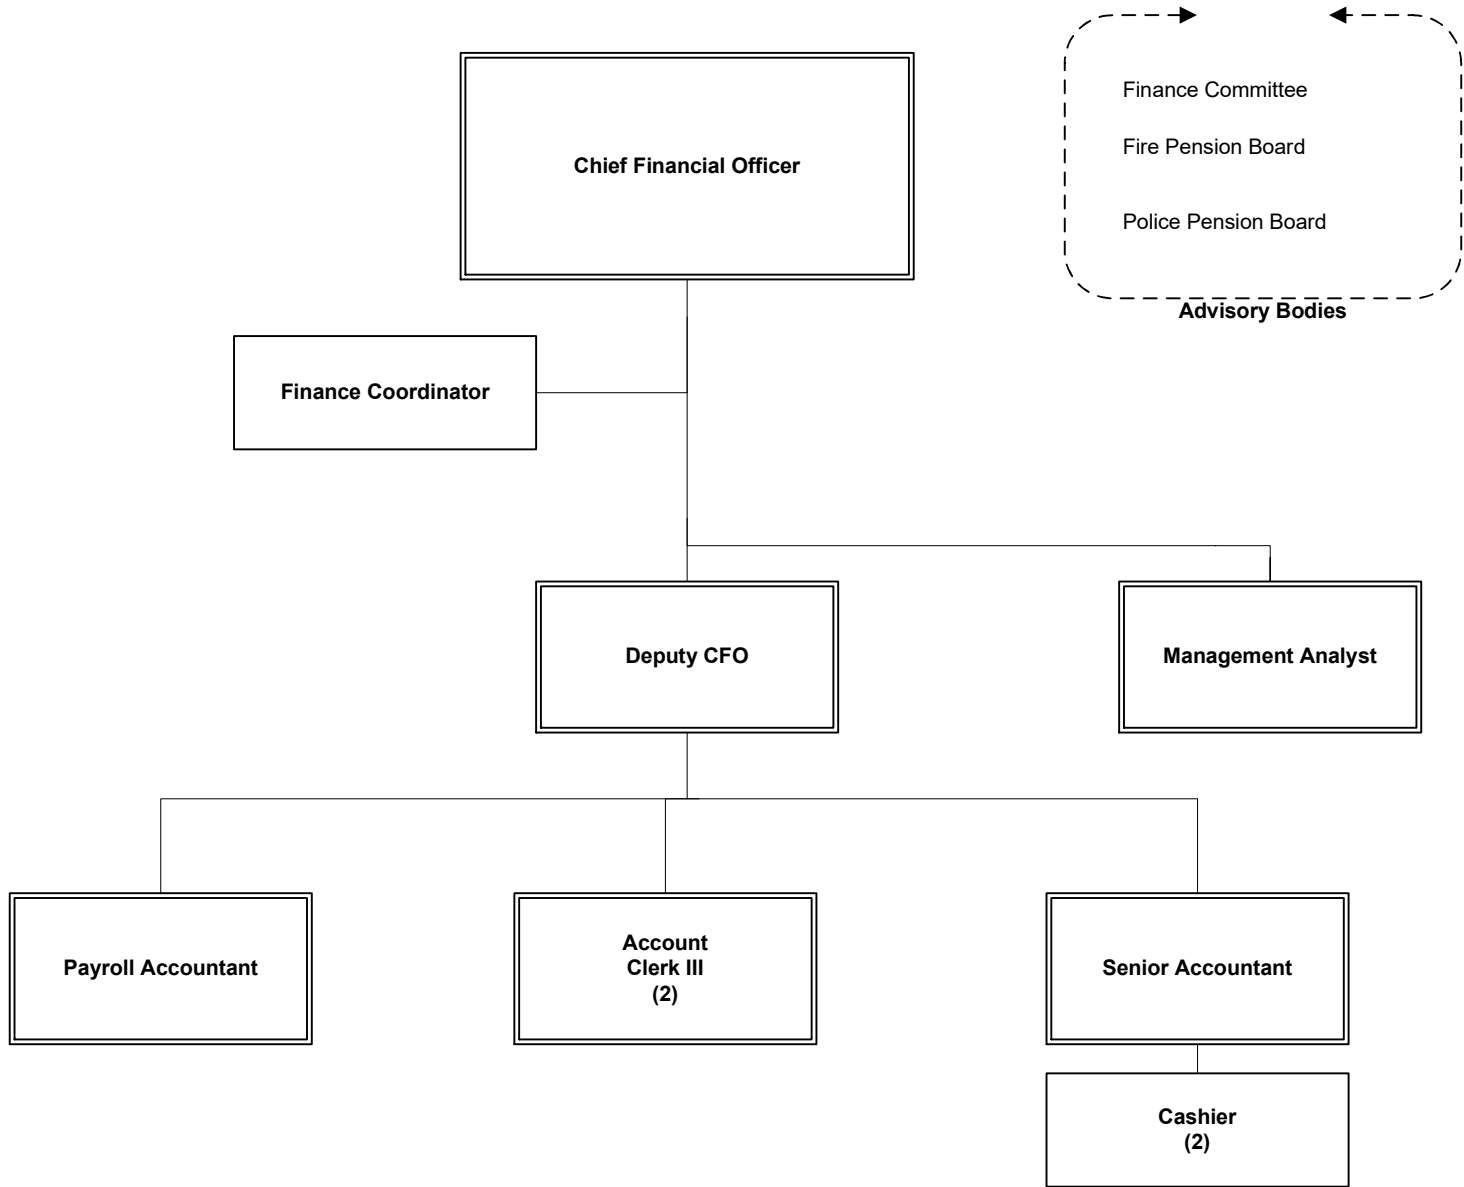 Chief Financial Officer
Finance Committee
Fire Pension Board
Police Pension Board
Advisory Bodies
Finance Coordinator
Deputy CFO
Management Analyst
Payroll Accountant
Account
Clerk III
(2)
Senior Accountant
Cashier
(2)